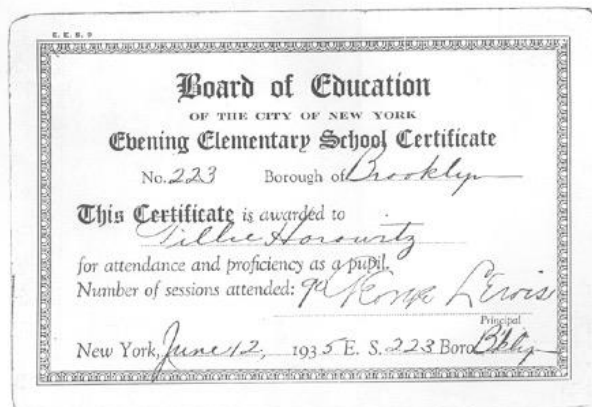 E. E. S. 9
Board of Education
OF THE CITY OF NEW YORK
Evening Elementary School Certificate
No. 223 Borough of Brooklyn
This Certificate is awarded to
Tillie Horowitz
for attendance and proficiency as a pupil.
Number of sessions attended: 90 Lewis
Principal
New York, June 12, 1935 E. S. 223 Boro Bklyn